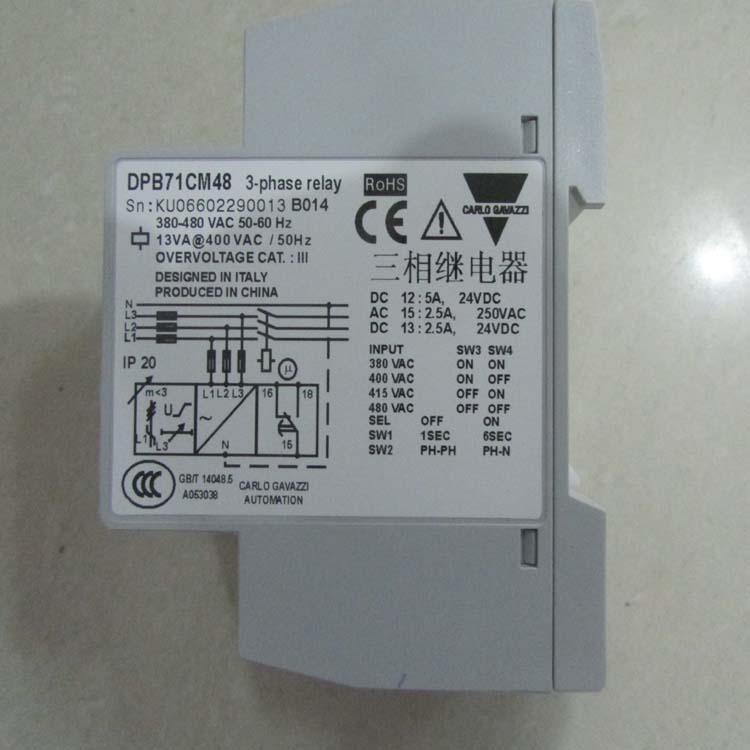 DPB71CM48 3-phase relay
Sn: KU06602290013 B014
380-480 VAC 50-60 Hz
13VA@400 VAC / 50Hz
OVERVOLTAGE CAT. : III
DESIGNED IN ITALY
PRODUCED IN CHINA
RoHS
CE
CARLO GAVAZZI
三相继电器
DC 12 : 5A, 24VDC
AC 15 : 2.5A, 250VAC
DC 13 : 2.5A, 24VDC
INPUT SW3 SW4
380 VAC ON ON
400 VAC ON OFF
415 VAC OFF ON
480 VAC OFF OFF
SEL OFF ON
SW1 1SEC 6SEC
SW2 PH-PH PH-N
N
L3
L2
L1
IP 20
μ
m<3
U
L1
L3
~
L1 L2 L3
N
16 18
15
CCC
GB/T 14048.5
A053038
CARLO GAVAZZI
AUTOMATION